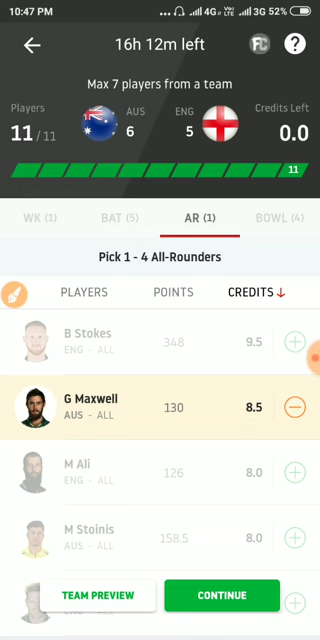 10:47 PM ... 4G VoLTE 3G 52%
16h 12m left FC ?
Max 7 players from a team
Players AUS ENG Credits Left
11/11 6 5 0.0
11
WK (1) BAT (5) AR (1) BOWL (4)
Pick 1 - 4 All-Rounders
PLAYERS POINTS CREDITS ↓
B Stokes
ENG - ALL 348 9.5 +
G Maxwell
AUS - ALL 130 8.5 −
M Ali
ENG - ALL 126 8.0 +
M Stoinis
AUS - ALL 158.5 8.0 +
TEAM PREVIEW CONTINUE